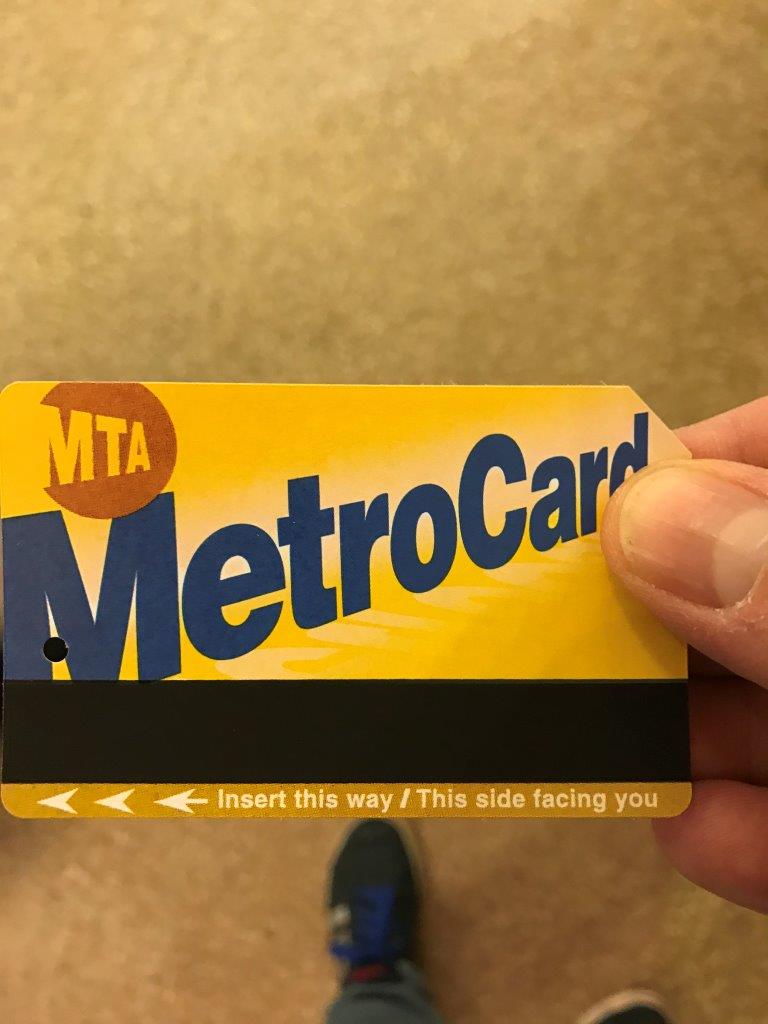 MTA
MetroCard
Insert this way / This side facing you